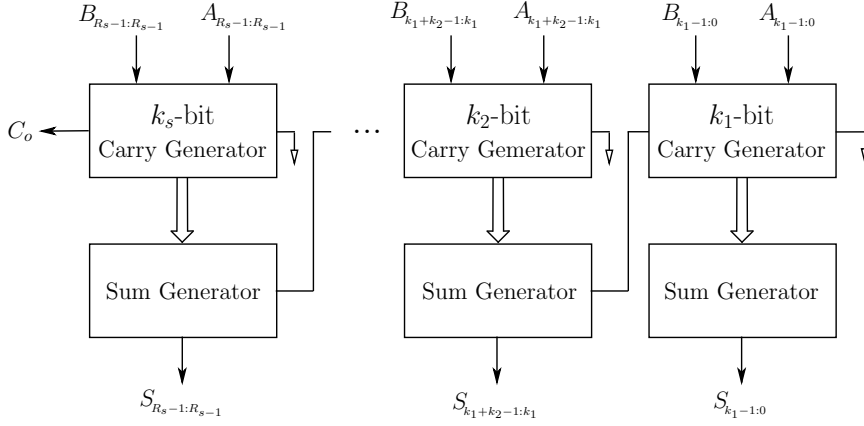 B_{R_s-1:R_{s-1}} A_{R_s-1:R_{s-1}} B_{k_1+k_2-1:k_1} A_{k_1+k_2-1:k_1} B_{k_1-1:0} A_{k_1-1:0}
k_s-bit ... k_2-bit k_1-bit
C_o
Carry Generator Carry Gemerator Carry Generator
Sum Generator Sum Generator Sum Generator
S_{R_s-1:R_{s-1}} S_{k_1+k_2-1:k_1} S_{k_1-1:0}